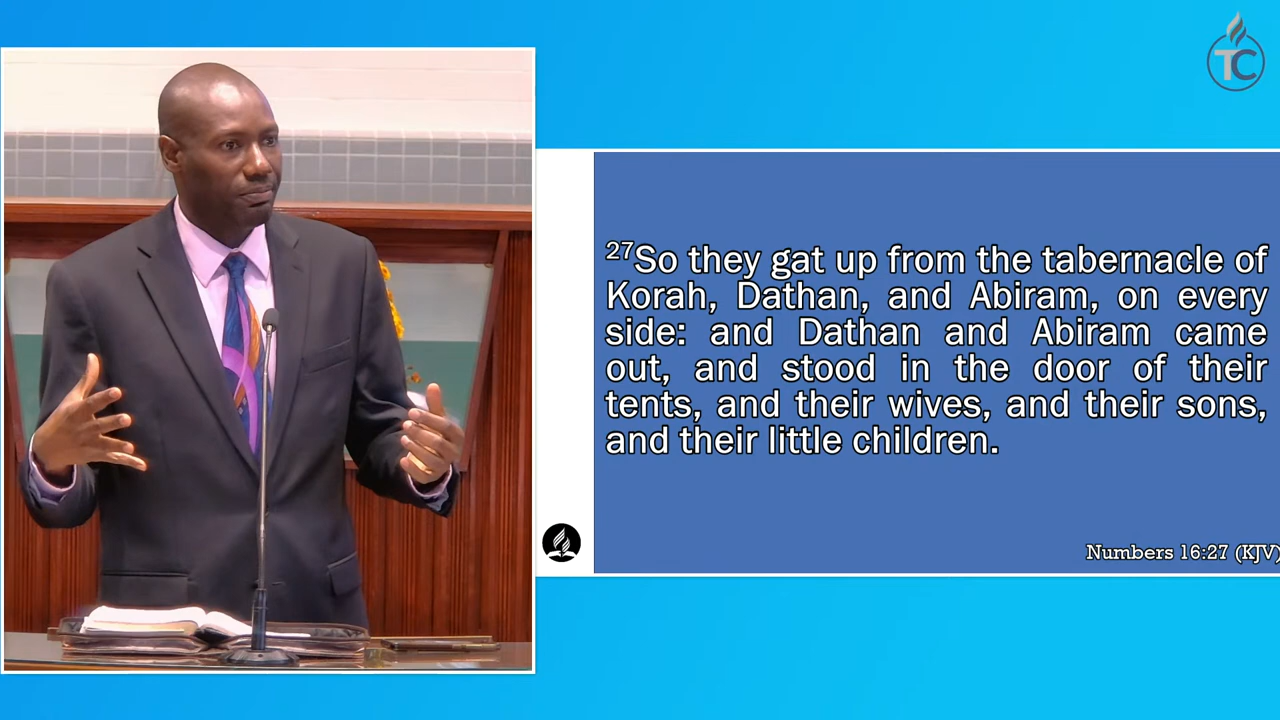 TC
27So they gat up from the tabernacle of
Korah, Dathan, and Abiram, on every
side: and Dathan and Abiram came
out, and stood in the door of their
tents, and their wives, and their sons,
and their little children.
Numbers 16:27 (KJV)